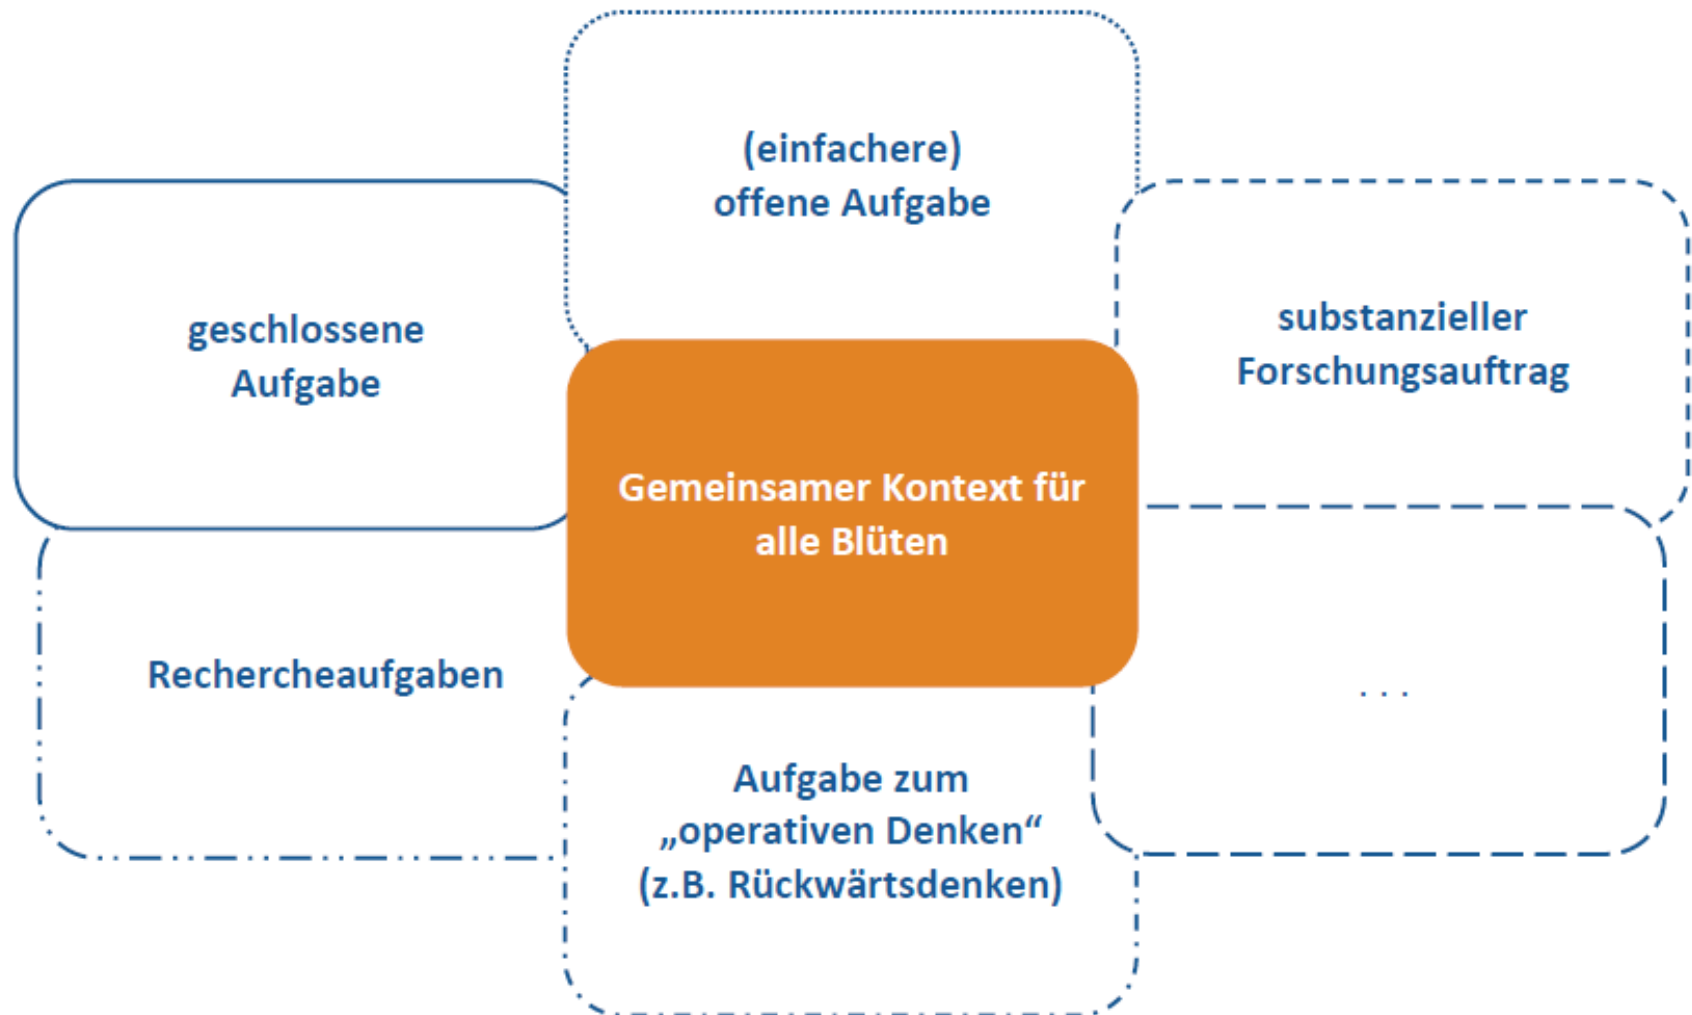 (einfachere)
offene Aufgabe
geschlossene
Aufgabe
substanzieller
Forschungsauftrag
Gemeinsamer Kontext für
alle Blüten
Rechercheaufgaben
. . .
Aufgabe zum
„operativen Denken“
(z.B. Rückwärtsdenken)